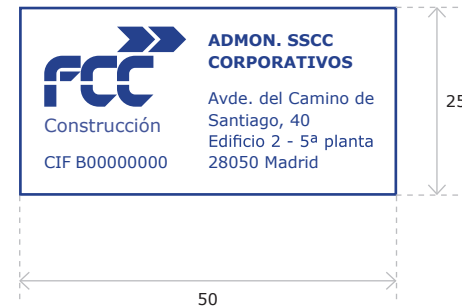 FCC
Construcción
CIF B00000000
ADMON. SSCC
CORPORATIVOS
Avde. del Camino de
Santiago, 40
Edificio 2 - 5ª planta
28050 Madrid
25
50